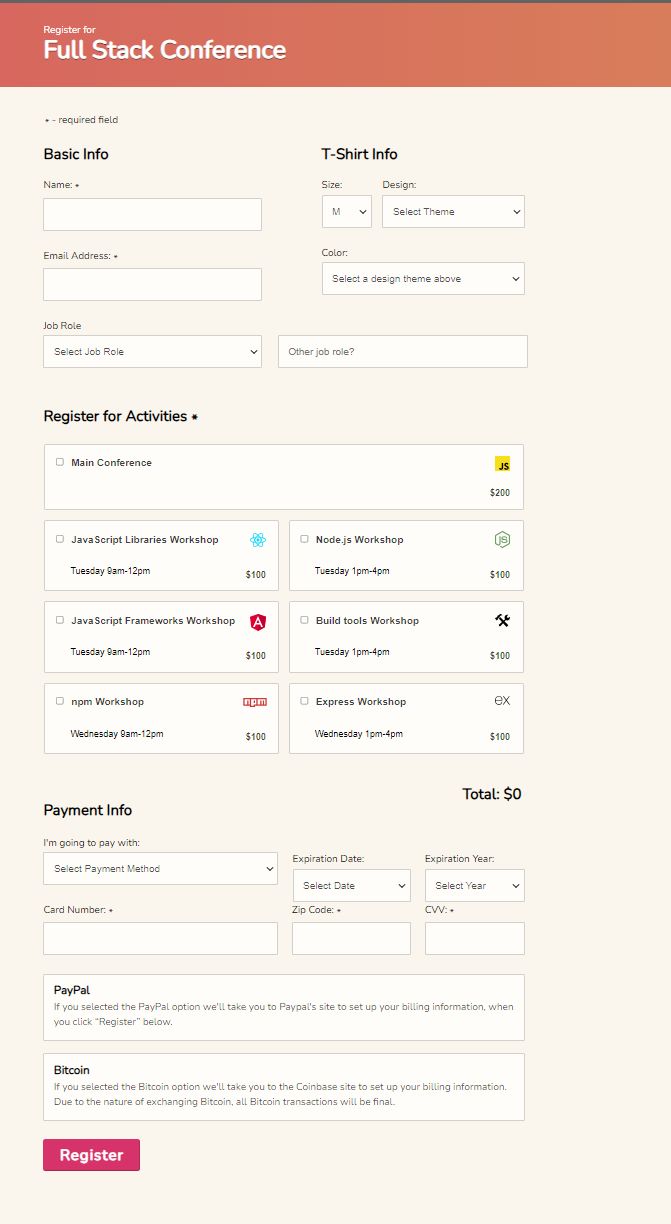 Register for
Full Stack Conference
* - required field
Basic Info
Name: *
Email Address: *
T-Shirt Info
Size:
M
Design:
Select Theme
Color:
Select a design theme above
Job Role
Select Job Role
Other job role?
Register for Activities *
Main Conference
JS
$200
JavaScript Libraries Workshop
Tuesday 9am-12pm
$100
Node.js Workshop
JS
Tuesday 1pm-4pm
$100
JavaScript Frameworks Workshop
A
Tuesday 9am-12pm
$100
Build tools Workshop
Tuesday 1pm-4pm
$100
npm Workshop
npm
Wednesday 9am-12pm
$100
Express Workshop
ex
Wednesday 1pm-4pm
$100
Total: $0
Payment Info
I'm going to pay with:
Select Payment Method
Expiration Date:
Select Date
Expiration Year:
Select Year
Card Number: *
Zip Code: *
CVV: *
PayPal
If you selected the PayPal option we'll take you to Paypal's site to set up your billing information, when
you click “Register” below.
Bitcoin
If you selected the Bitcoin option we'll take you to the Coinbase site to set up your billing information.
Due to the nature of exchanging Bitcoin, all Bitcoin transactions will be final.
Register